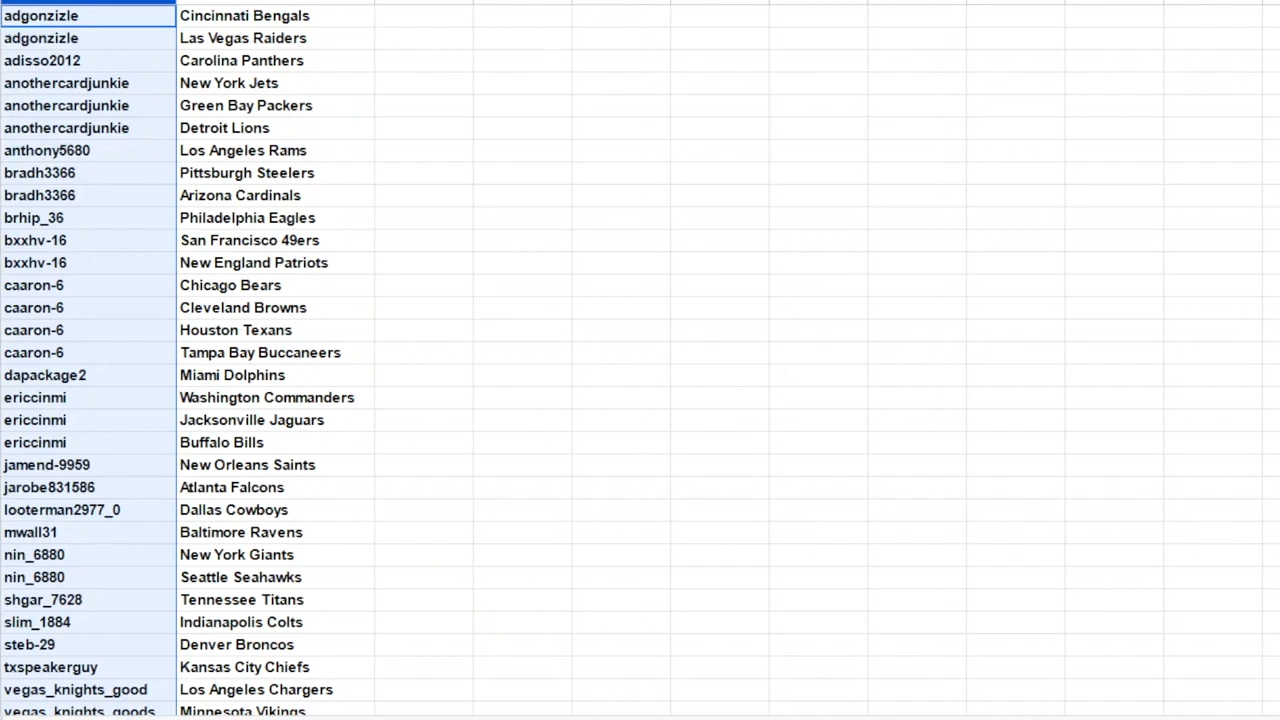 adgonzizle Cincinnati Bengals
adgonzizle Las Vegas Raiders
adisso2012 Carolina Panthers
anothercardjunkie New York Jets
anothercardjunkie Green Bay Packers
anothercardjunkie Detroit Lions
anthony5680 Los Angeles Rams
bradh3366 Pittsburgh Steelers
bradh3366 Arizona Cardinals
brhip_36 Philadelphia Eagles
bxxhv-16 San Francisco 49ers
bxxhv-16 New England Patriots
caaron-6 Chicago Bears
caaron-6 Cleveland Browns
caaron-6 Houston Texans
caaron-6 Tampa Bay Buccaneers
dapackage2 Miami Dolphins
ericcinmi Washington Commanders
ericcinmi Jacksonville Jaguars
ericcinmi Buffalo Bills
jamend-9959 New Orleans Saints
jarobe831586 Atlanta Falcons
looterman2977_0 Dallas Cowboys
mwall31 Baltimore Ravens
nin_6880 New York Giants
nin_6880 Seattle Seahawks
shgar_7628 Tennessee Titans
slim_1884 Indianapolis Colts
steb-29 Denver Broncos
txspeakerguy Kansas City Chiefs
vegas_knights_good Los Angeles Chargers
vegas_knights_goods Minnesota Vikings